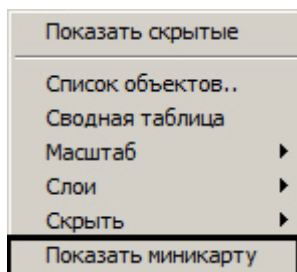 Показать скрытые
Список объектов..
Сводная таблица
Масштаб
Слои
Скрыть
Показать миникарту